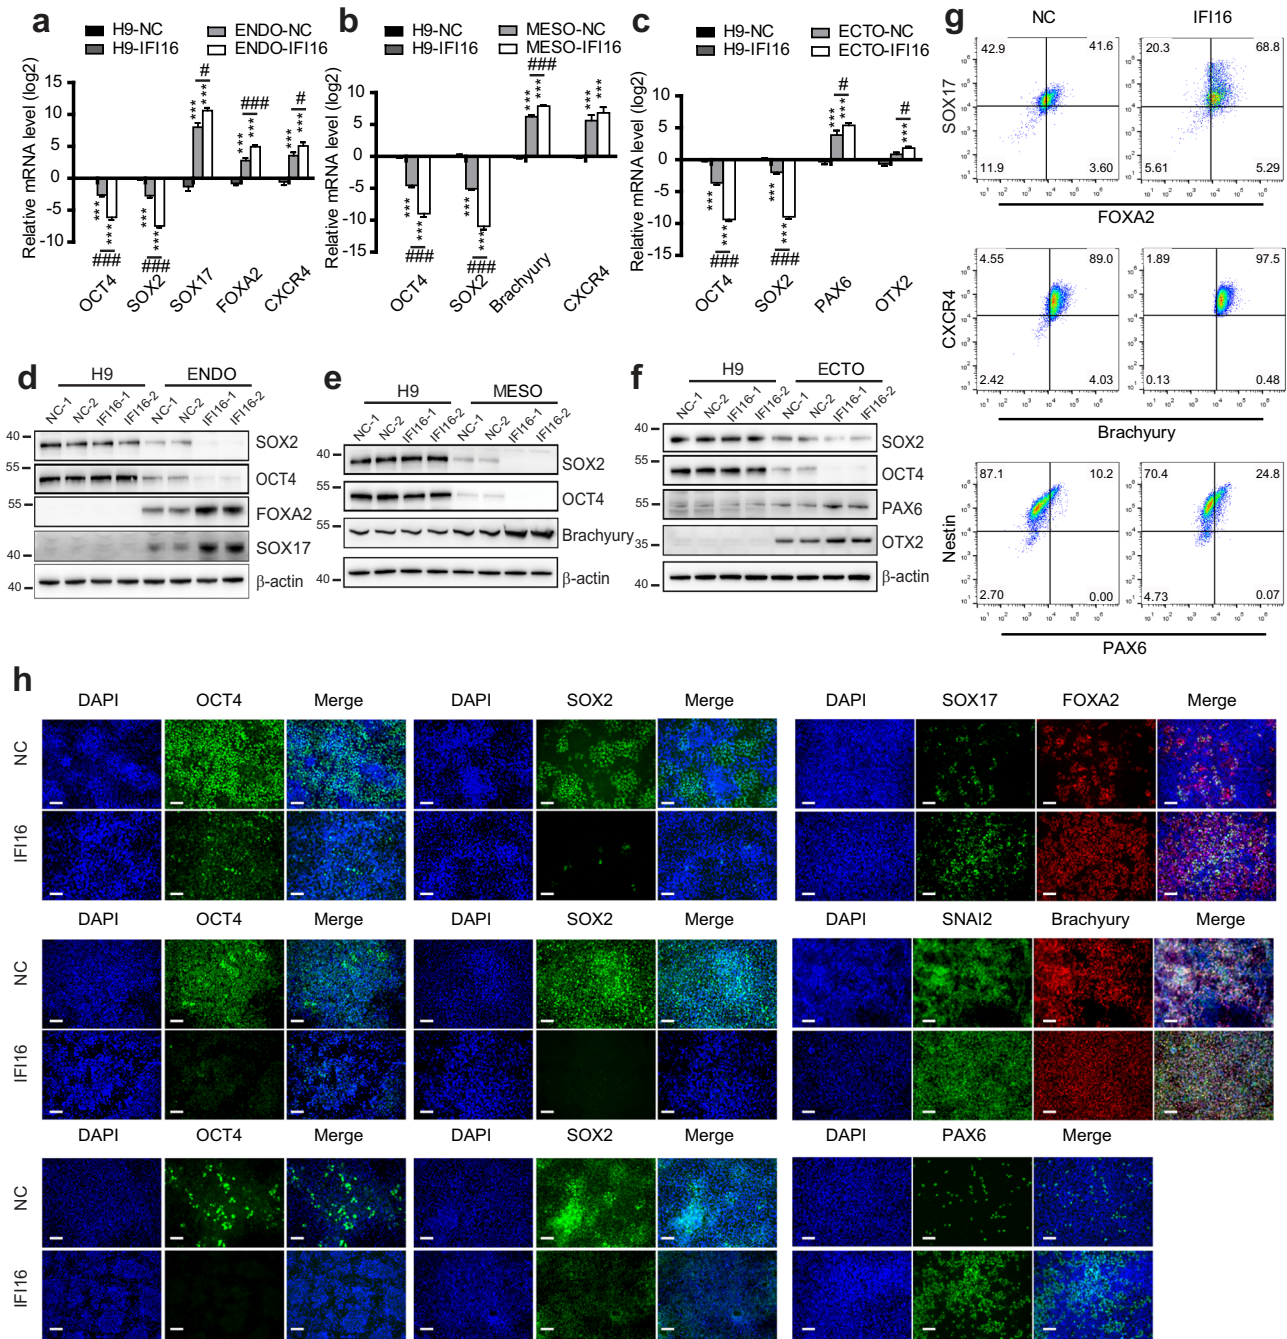 a
H9-NC
ENDO-NC
H9-IFI16
ENDO-IFI16
Relative mRNA level (log2)
15
10
5
0
-5
-10
***
***
###
***
***
###
***
***
#
***
***
###
***
***
#
OCT4
SOX2
SOX17
FOXA2
CXCR4
b
H9-NC
MESO-NC
H9-IFI16
MESO-IFI16
Relative mRNA level (log2)
10
5
0
-5
-10
-15
***
***
###
***
***
###
***
***
###
***
***
OCT4
SOX2
Brachyury
CXCR4
c
H9-NC
ECTO-NC
H9-IFI16
ECTO-IFI16
Relative mRNA level (log2)
10
5
0
-5
-10
-15
***
***
###
***
***
###
***
***
#
***
#
OCT4
SOX2
PAX6
OTX2
g
NC
IFI16
SOX17
42.9
41.6
11.9
3.60
20.3
68.8
5.61
5.29
FOXA2
CXCR4
4.55
89.0
2.42
4.03
1.89
97.5
0.13
0.48
Brachyury
Nestin
87.1
10.2
2.70
0.00
70.4
24.8
4.73
0.07
PAX6
d
H9
ENDO
NC-1
NC-2
IFI16-1
IFI16-2
NC-1
NC-2
IFI16-1
IFI16-2
40
SOX2
55
OCT4
55
FOXA2
40
SOX17
40
β-actin
e
H9
MESO
NC-1
NC-2
IFI16-1
IFI16-2
NC-1
NC-2
IFI16-1
IFI16-2
40
SOX2
55
OCT4
55
Brachyury
40
β-actin
f
H9
ECTO
NC-1
NC-2
IFI16-1
IFI16-2
NC-1
NC-2
IFI16-1
IFI16-2
40
SOX2
55
OCT4
55
PAX6
35
OTX2
40
β-actin
h
DAPI OCT4 Merge DAPI SOX2 Merge DAPI SOX17 FOXA2 Merge
NC
IFI16
DAPI OCT4 Merge DAPI SOX2 Merge DAPI SNAI2 Brachyury Merge
NC
IFI16
DAPI OCT4 Merge DAPI SOX2 Merge DAPI PAX6 Merge
NC
IFI16